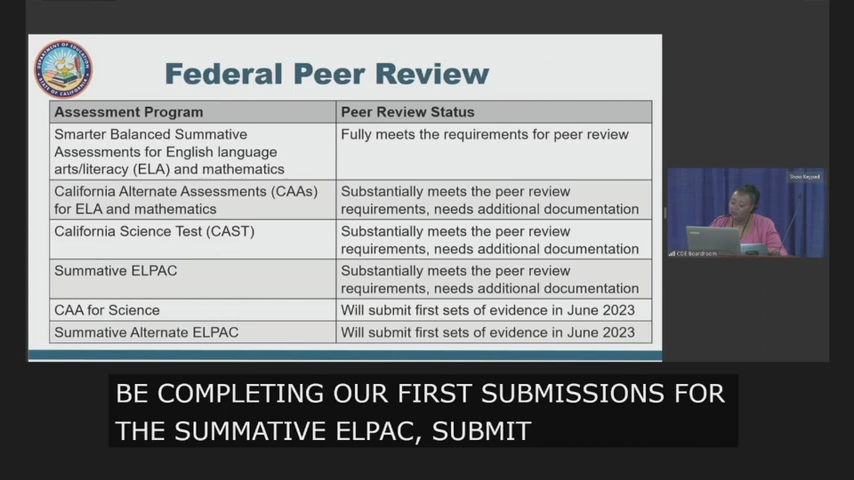 Federal Peer Review
Assessment Program
Peer Review Status
Smarter Balanced Summative
Assessments for English language
arts/literacy (ELA) and mathematics
Fully meets the requirements for peer review
California Alternate Assessments (CAAs)
for ELA and mathematics
Substantially meets the peer review
requirements, needs additional documentation
California Science Test (CAST)
Substantially meets the peer review
requirements, needs additional documentation
Summative ELPAC
Substantially meets the peer review
requirements, needs additional documentation
CAA for Science
Will submit first sets of evidence in June 2023
Summative Alternate ELPAC
Will submit first sets of evidence in June 2023
CDE Boardroom
BE COMPLETING OUR FIRST SUBMISSIONS FOR
THE SUMMATIVE ELPAC, SUBMIT